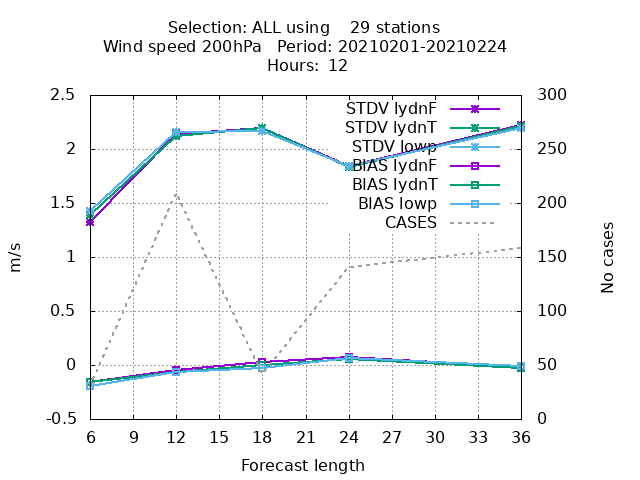 Selection: ALL using    29 stations
Wind speed 200hPa   Period: 20210201-20210224
Hours:  12
2.5
2
1.5
1
0.5
0
-0.5
m/s
300
250
200
150
100
50
0
No cases
STDV lydnF
STDV lydnT
STDV lowp
BIAS lydnF
BIAS lydnT
BIAS lowp
CASES
6 9 12 15 18 21 24 27 30 33 36
Forecast length